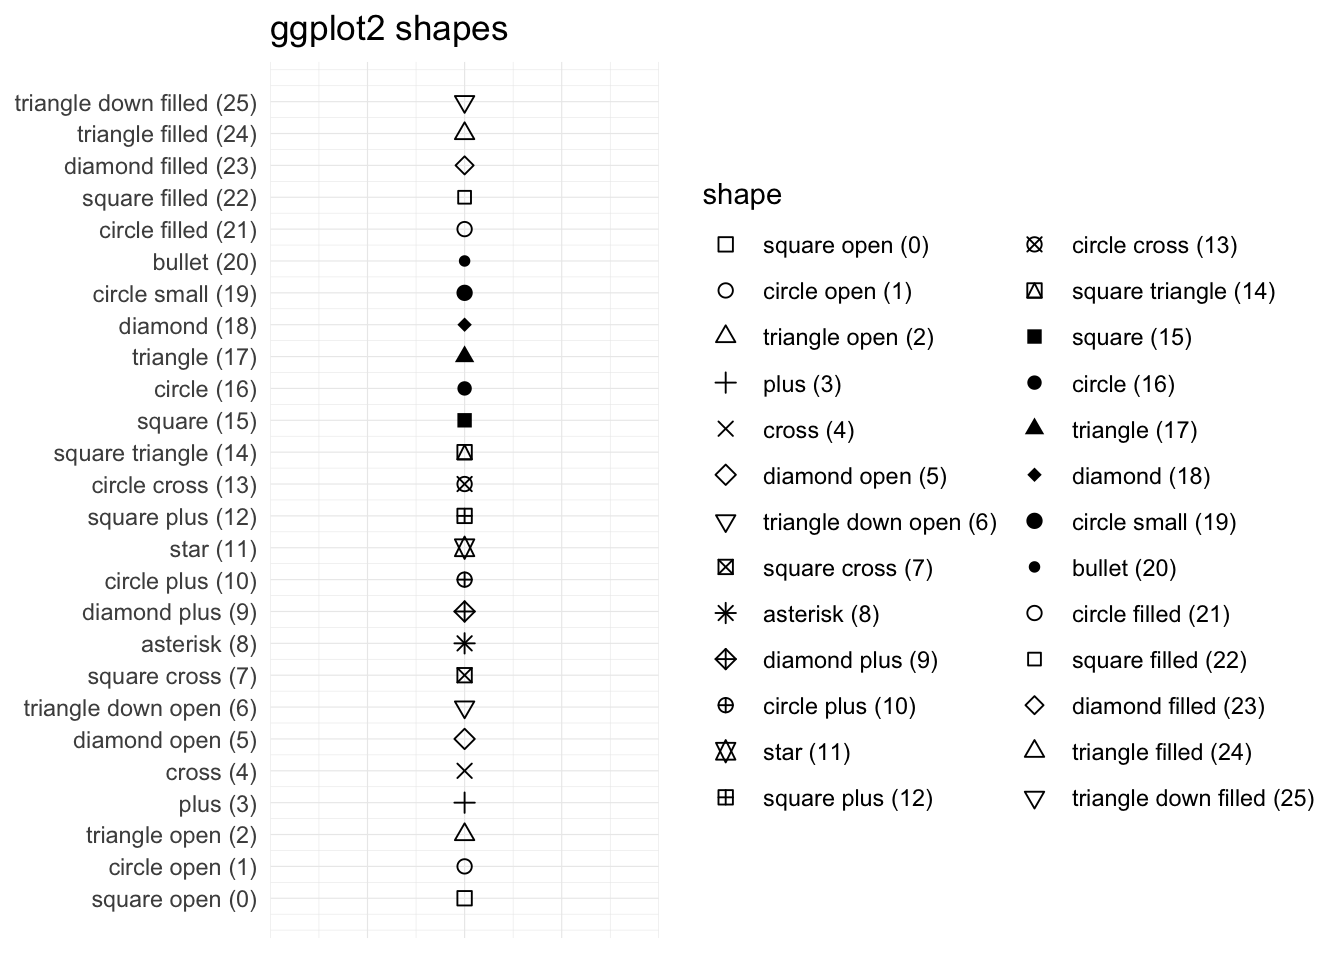 ggplot2 shapes
triangle down filled (25)
triangle filled (24)
diamond filled (23)
square filled (22)
circle filled (21)
bullet (20)
circle small (19)
diamond (18)
triangle (17)
circle (16)
square (15)
square triangle (14)
circle cross (13)
square plus (12)
star (11)
circle plus (10)
diamond plus (9)
asterisk (8)
square cross (7)
triangle down open (6)
diamond open (5)
cross (4)
plus (3)
triangle open (2)
circle open (1)
square open (0)
shape
square open (0)
circle open (1)
triangle open (2)
plus (3)
cross (4)
diamond open (5)
triangle down open (6)
square cross (7)
asterisk (8)
diamond plus (9)
circle plus (10)
star (11)
square plus (12)
circle cross (13)
square triangle (14)
square (15)
circle (16)
triangle (17)
diamond (18)
circle small (19)
bullet (20)
circle filled (21)
square filled (22)
diamond filled (23)
triangle filled (24)
triangle down filled (25)